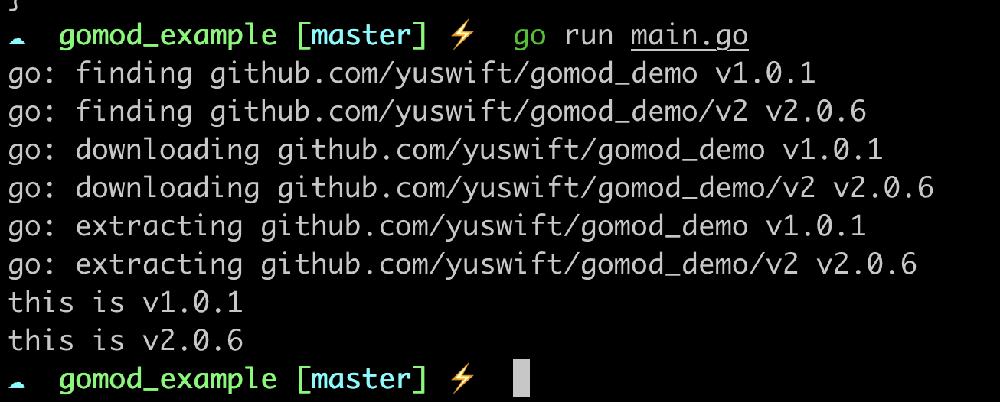 }
☁ gomod_example [master] ⚡ go run main.go
go: finding github.com/yuswift/gomod_demo v1.0.1
go: finding github.com/yuswift/gomod_demo/v2 v2.0.6
go: downloading github.com/yuswift/gomod_demo v1.0.1
go: downloading github.com/yuswift/gomod_demo/v2 v2.0.6
go: extracting github.com/yuswift/gomod_demo v1.0.1
go: extracting github.com/yuswift/gomod_demo/v2 v2.0.6
this is v1.0.1
this is v2.0.6
☁ gomod_example [master] ⚡